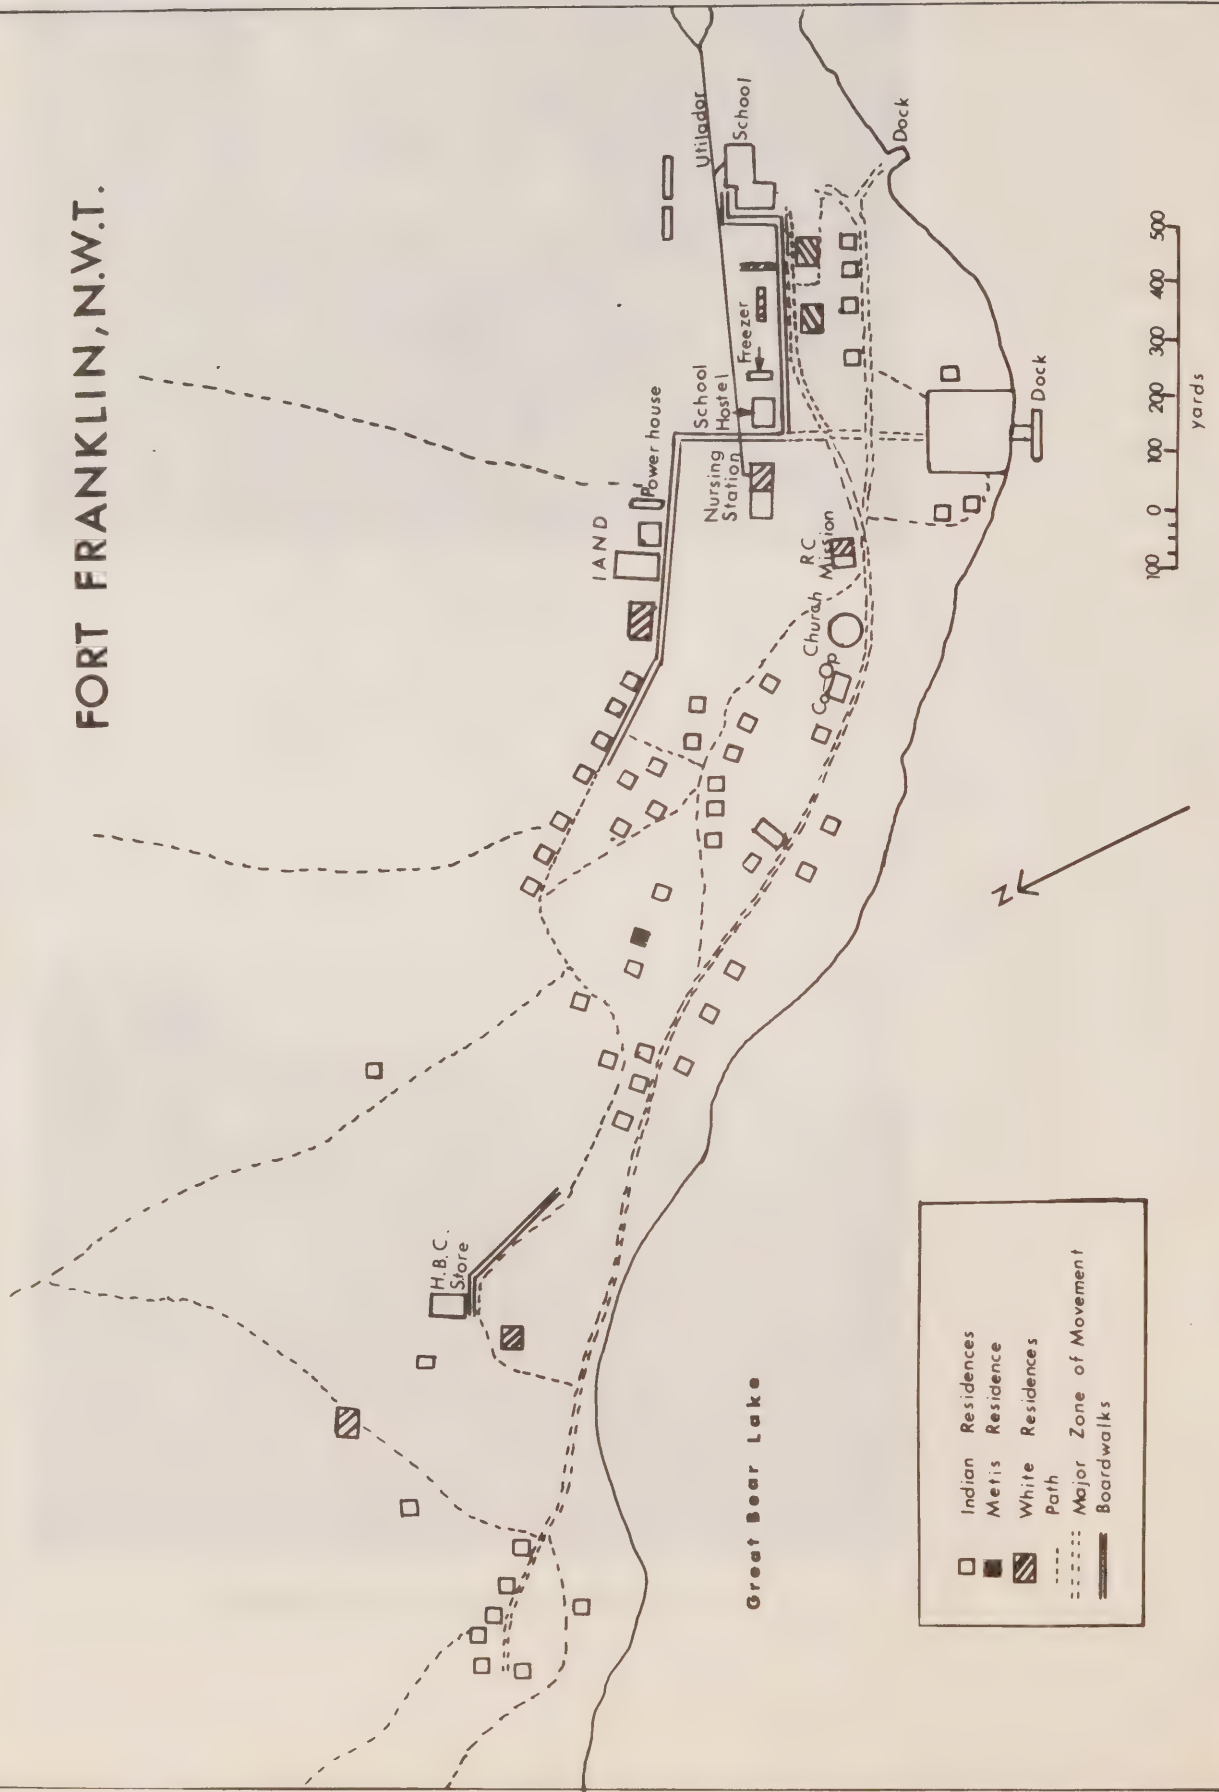 FORT FRANKLIN, N.W.T.
H.B.C.
Store
IAND
Power house
Nursing
Station
School
Hostel
Freezer
Utilador
School
Co-Op
Church
RC
Mission
Dock
Dock
Great Bear Lake
N
Indian Residences
Metis Residence
White Residences
Path
Major Zone of Movement
Boardwalks
100 0 100 200 300 400 500
yards